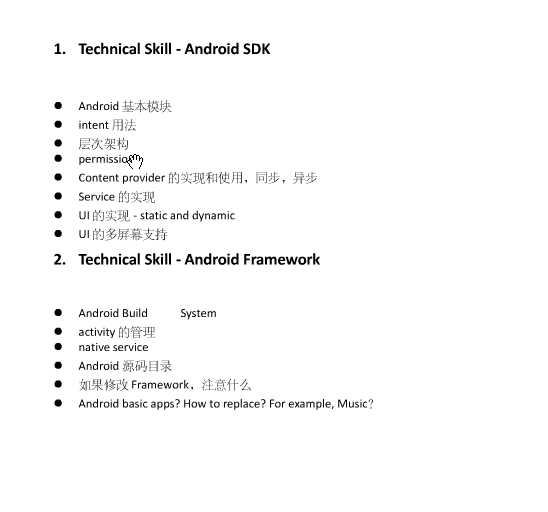 1. Technical Skill - Android SDK
● Android 基本模块
● intent 用法
● 层次架构
● permission
● Content provider 的实现和使用，同步，异步
● Service 的实现
● UI 的实现 - static and dynamic
● UI 的多屏幕支持
2. Technical Skill - Android Framework
● Android Build System
● activity 的管理
● native service
● Android 源码目录
● 如果修改 Framework，注意什么
● Android basic apps? How to replace? For example, Music?